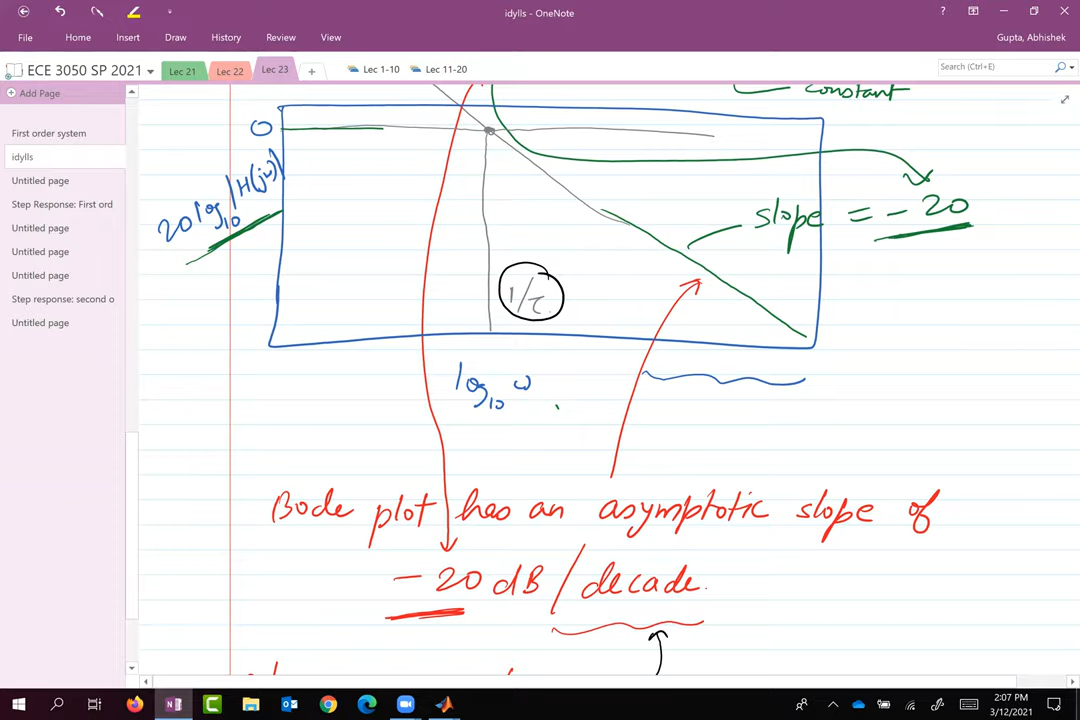 idylls - OneNote
Gupta, Abhishek
File Home Insert Draw History Review View
ECE 3050 SP 2021 Lec 21 Lec 22 Lec 23 Lec 1-10 Lec 11-20
Search (Ctrl+E)
Add Page
First order system
idylls
Untitled page
Step Response: First ord
Untitled page
Untitled page
Untitled page
Step response: second o
Untitled page
constant
0
20 log10 |H(jω)|
slope = - 20
1/τ
log10 ω
Bode plot has an asymptotic slope of
- 20 dB / decade.
2:07 PM
3/12/2021